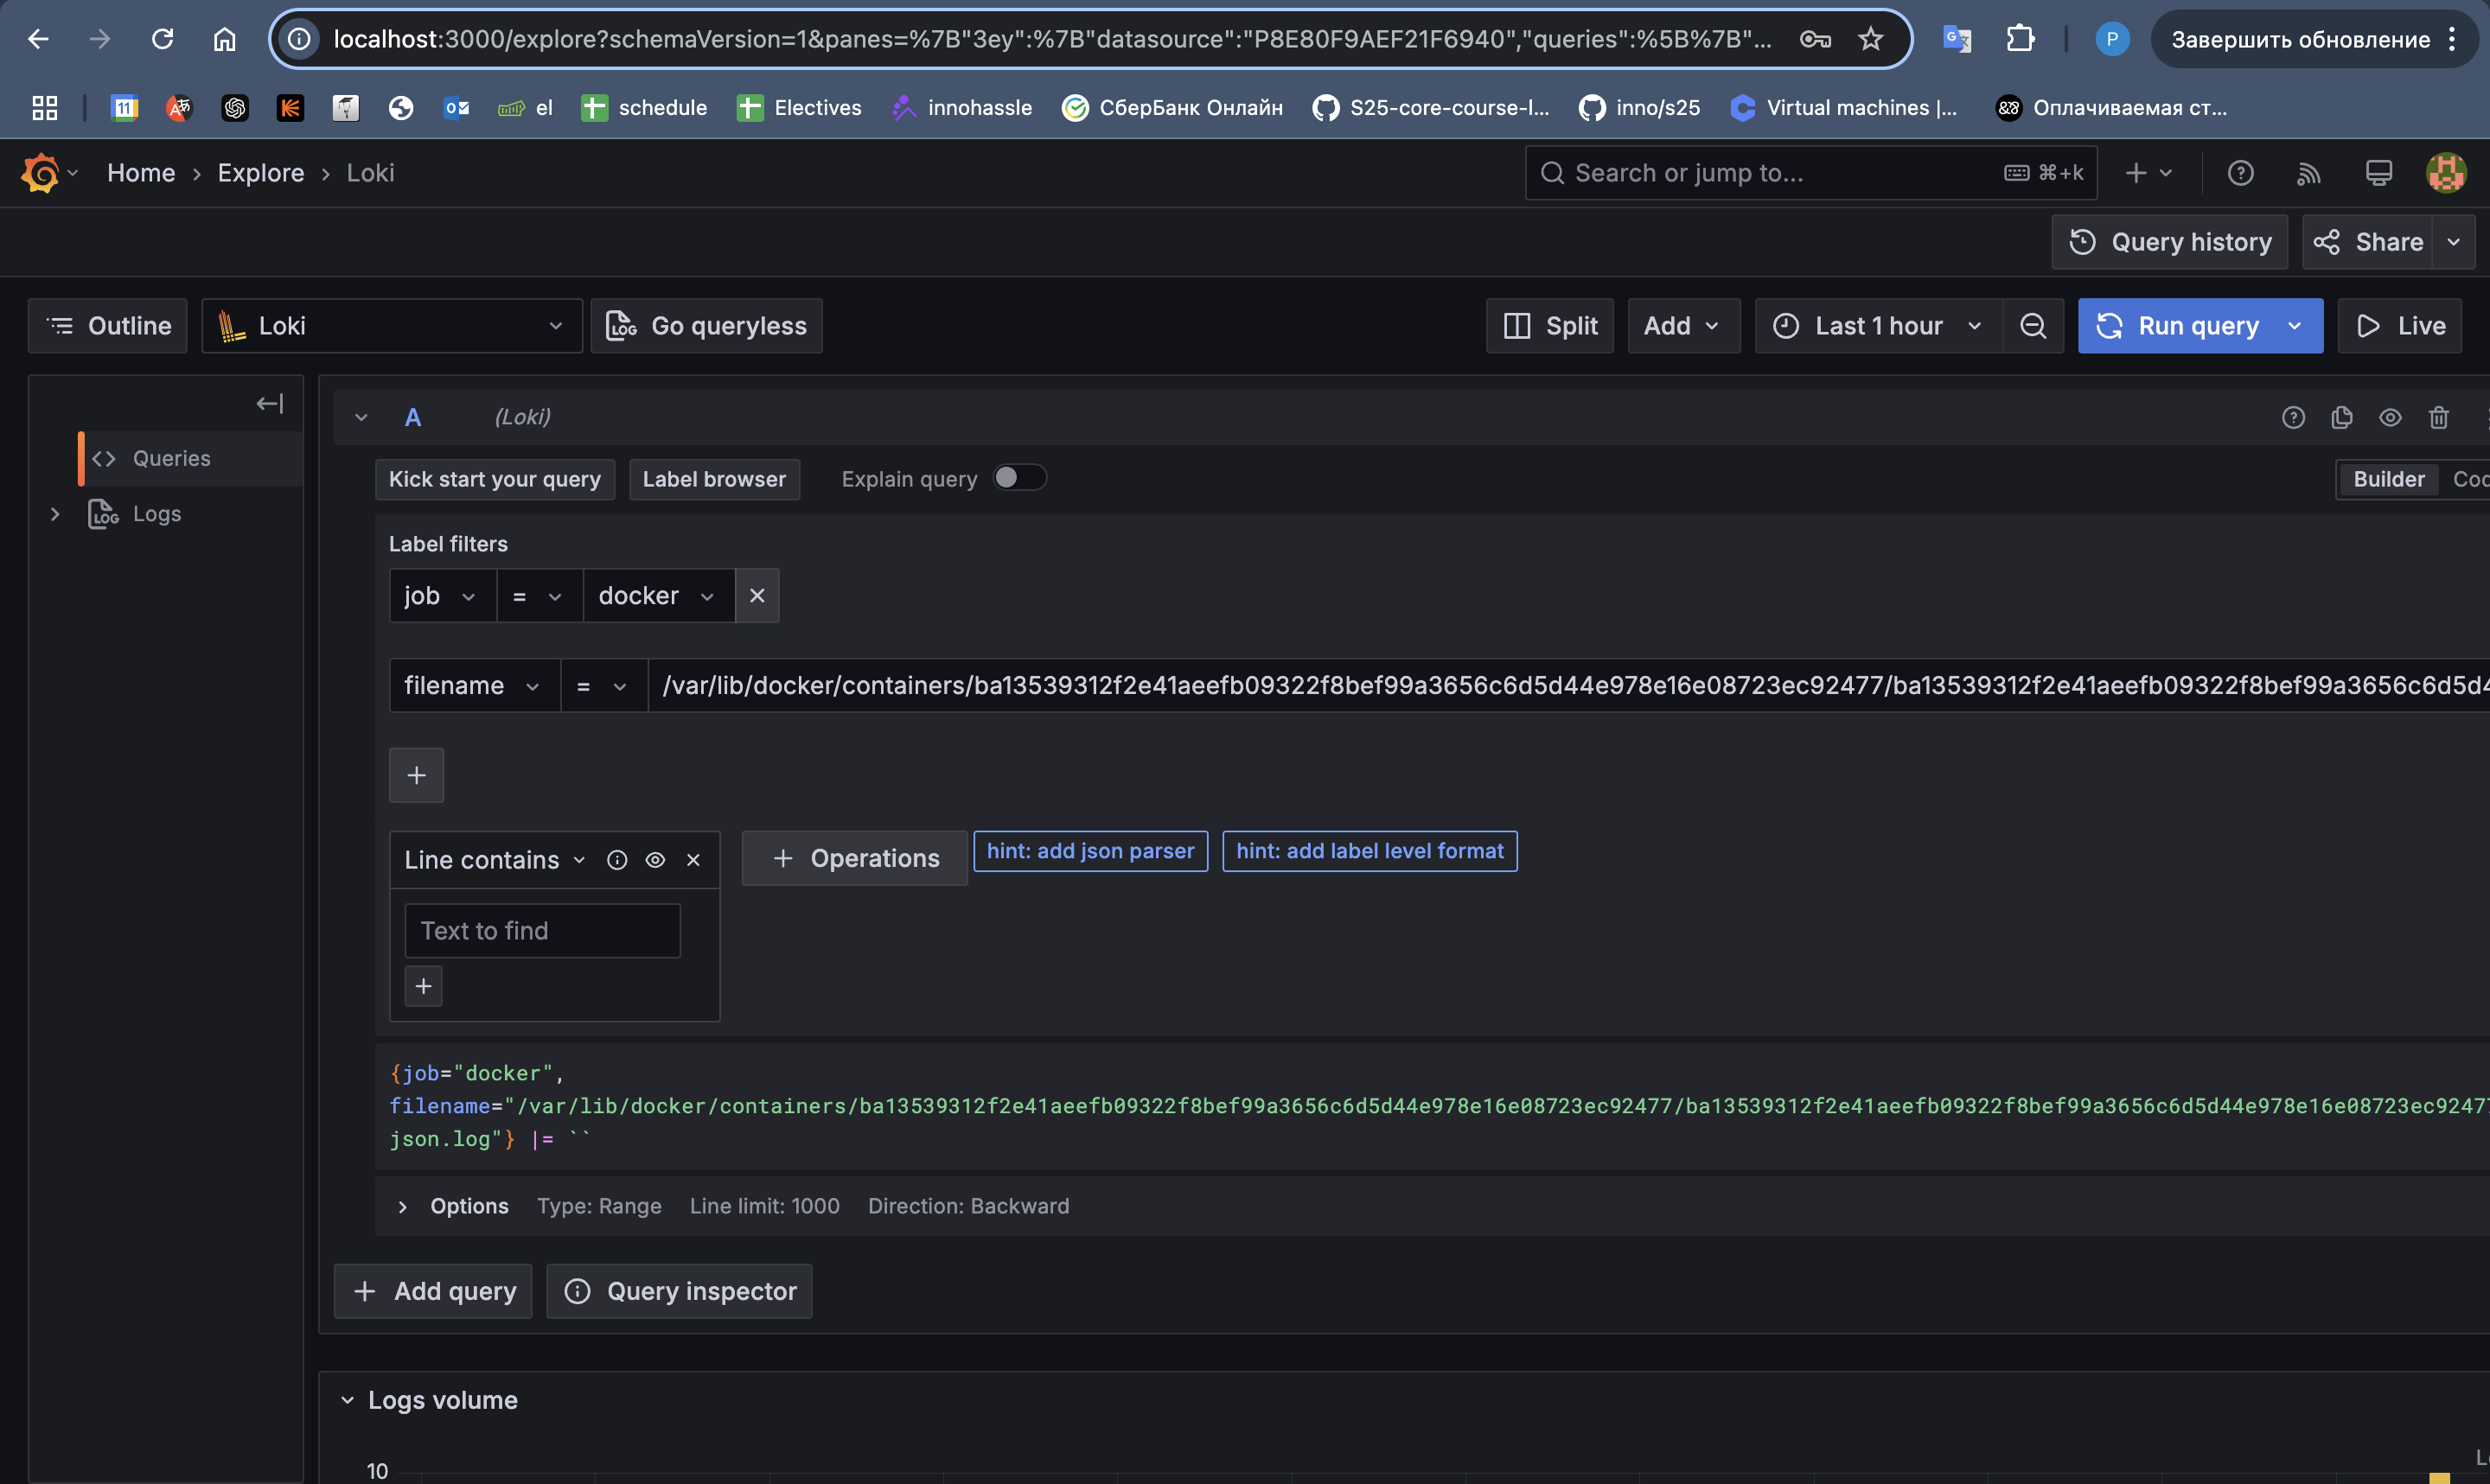 localhost:3000/explore?schemaVersion=1&panes=%7B"3ey":%7B"datasource":"P8E80F9AEF21F6940","queries":%5B%7B"...
P
Завершить обновление
11
el
schedule
Electives
innohassle
СберБанк Онлайн
S25-core-course-l...
inno/s25
Virtual machines |...
Оплачиваемая ст...
Home › Explore › Loki
Search or jump to...
⌘+k
Query history
Share
Outline
Loki
LOG Go queryless
Split
Add
Last 1 hour
Run query
Live
Queries
LOG Logs
A (Loki)
Kick start your query
Label browser
Explain query
Builder
Label filters
job = docker
filename = /var/lib/docker/containers/ba13539312f2e41aeefb09322f8bef99a3656c6d5d44e978e16e08723ec92477/ba13539312f2e41aeefb09322f8bef99a3656c6d5d4
Line contains
+ Operations
hint: add json parser
hint: add label level format
Text to find
{job="docker",
filename="/var/lib/docker/containers/ba13539312f2e41aeefb09322f8bef99a3656c6d5d44e978e16e08723ec92477/ba13539312f2e41aeefb09322f8bef99a3656c6d5d44e978e16e08723ec92477
json.log"} |= ``
Options Type: Range Line limit: 1000 Direction: Backward
+ Add query
Query inspector
Logs volume
10